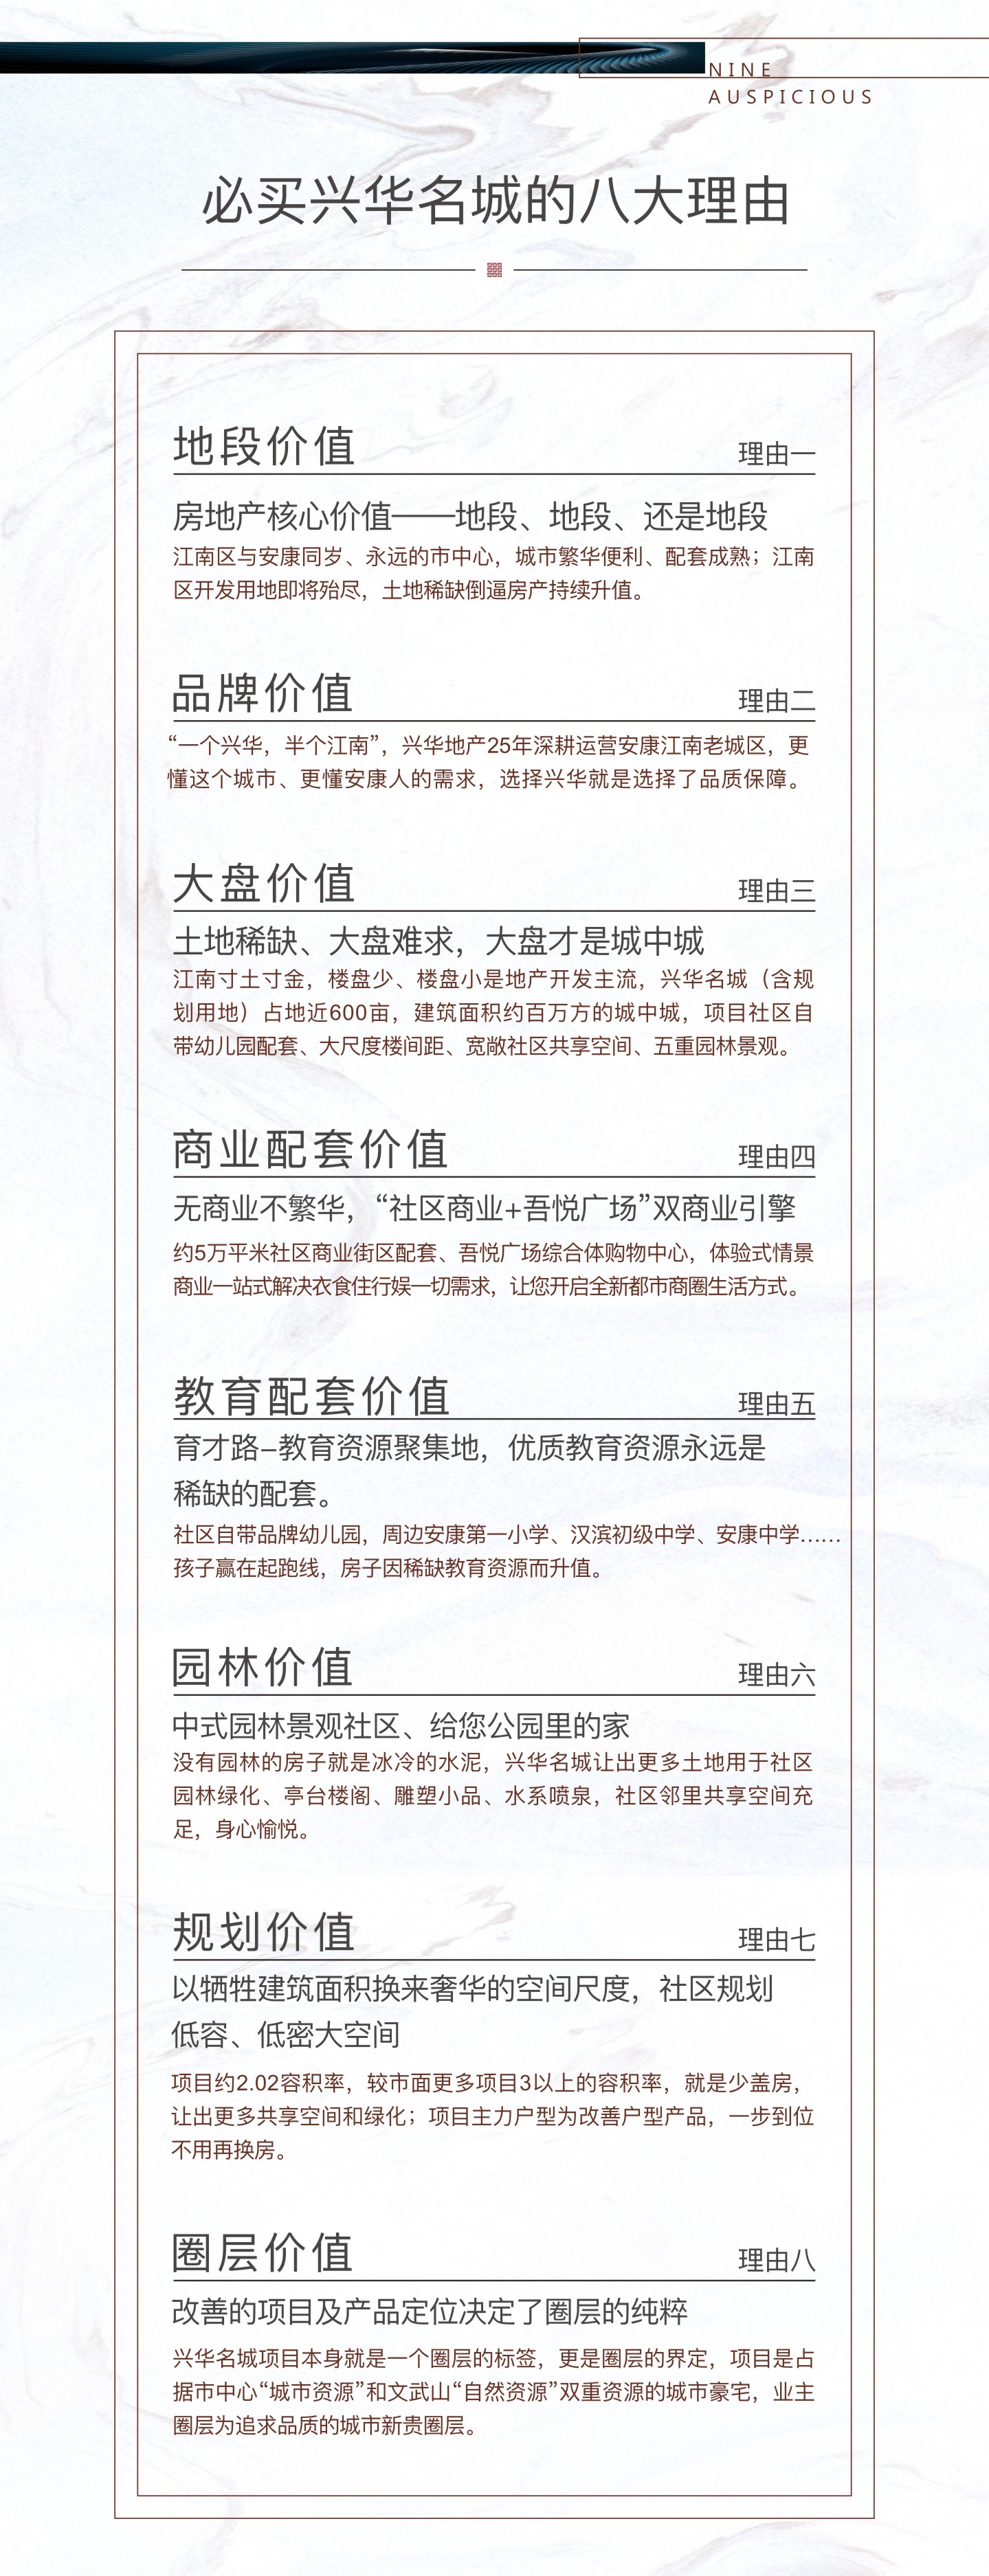 NINE
AUSPICIOUS
必买兴华名城的八大理由
地段价值 理由一
房地产核心价值——地段、地段、还是地段
江南区与安康同岁、永远的市中心，城市繁华便利、配套成熟；江南
区开发用地即将殆尽，土地稀缺倒逼房产持续升值。
品牌价值 理由二
“一个兴华，半个江南”，兴华地产25年深耕运营安康江南老城区，更
懂这个城市、更懂安康人的需求，选择兴华就是选择了品质保障。
大盘价值 理由三
土地稀缺、大盘难求，大盘才是城中城
江南寸土寸金，楼盘少、楼盘小是地产开发主流，兴华名城（含规
划用地）占地近600亩，建筑面积约百万方的城中城，项目社区自
带幼儿园配套、大尺度楼间距、宽敞社区共享空间、五重园林景观。
商业配套价值 理由四
无商业不繁华，“社区商业+吾悦广场”双商业引擎
约5万平米社区商业街区配套、吾悦广场综合体购物中心，体验式情景
商业一站式解决衣食住行娱一切需求，让您开启全新都市商圈生活方式。
教育配套价值 理由五
育才路–教育资源聚集地，优质教育资源永远是
稀缺的配套。
社区自带品牌幼儿园，周边安康第一小学、汉滨初级中学、安康中学……
孩子赢在起跑线，房子因稀缺教育资源而升值。
园林价值 理由六
中式园林景观社区、给您公园里的家
没有园林的房子就是冰冷的水泥，兴华名城让出更多土地用于社区
园林绿化、亭台楼阁、雕塑小品、水系喷泉，社区邻里共享空间充
足，身心愉悦。
规划价值 理由七
以牺牲建筑面积换来奢华的空间尺度，社区规划
低容、低密大空间
项目约2.02容积率，较市面更多项目3以上的容积率，就是少盖房，
让出更多共享空间和绿化；项目主力户型为改善户型产品，一步到位
不用再换房。
圈层价值 理由八
改善的项目及产品定位决定了圈层的纯粹
兴华名城项目本身就是一个圈层的标签，更是圈层的界定，项目是占
据市中心“城市资源”和文武山“自然资源”双重资源的城市豪宅，业主
圈层为追求品质的城市新贵圈层。